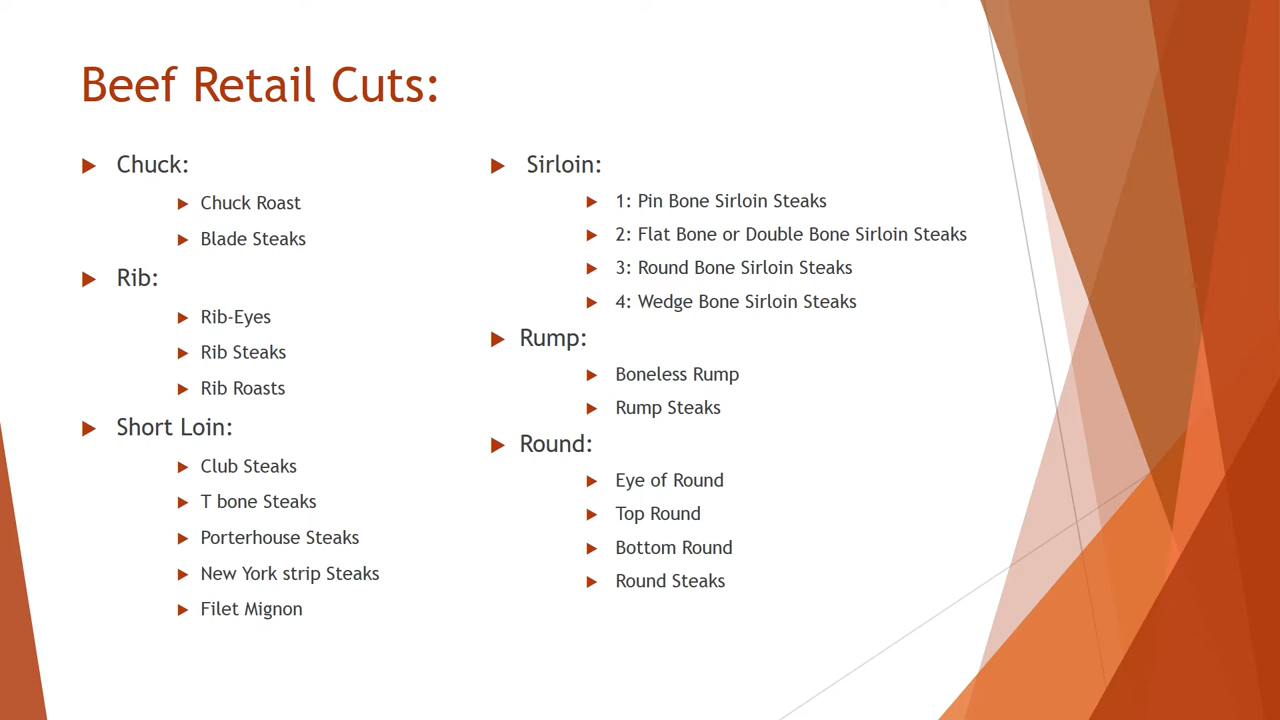 Beef Retail Cuts:
Chuck:
Chuck Roast
Blade Steaks
Rib:
Rib-Eyes
Rib Steaks
Rib Roasts
Short Loin:
Club Steaks
T bone Steaks
Porterhouse Steaks
New York strip Steaks
Filet Mignon
Sirloin:
1: Pin Bone Sirloin Steaks
2: Flat Bone or Double Bone Sirloin Steaks
3: Round Bone Sirloin Steaks
4: Wedge Bone Sirloin Steaks
Rump:
Boneless Rump
Rump Steaks
Round:
Eye of Round
Top Round
Bottom Round
Round Steaks